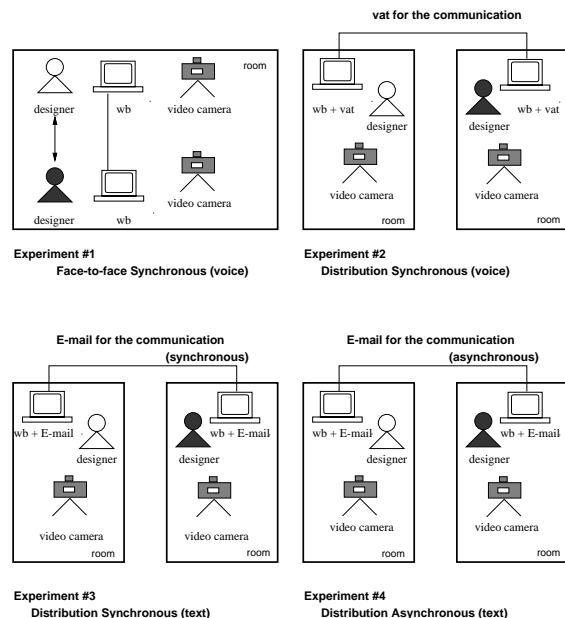 vat for the communication
room
designer wb video camera
designer wb video camera
wb + vat
designer
video camera
room
wb + vat
designer
video camera
room
Experiment #1
Face-to-face Synchronous (voice)
Experiment #2
Distribution Synchronous (voice)
E-mail for the communication
(synchronous)
wb + E-mail
designer
video camera
room
wb + E-mail
designer
video camera
room
E-mail for the communication
(asynchronous)
wb + E-mail
designer
video camera
room
wb + E-mail
designer
video camera
room
Experiment #3
Distribution Synchronous (text)
Experiment #4
Distribution Asynchronous (text)